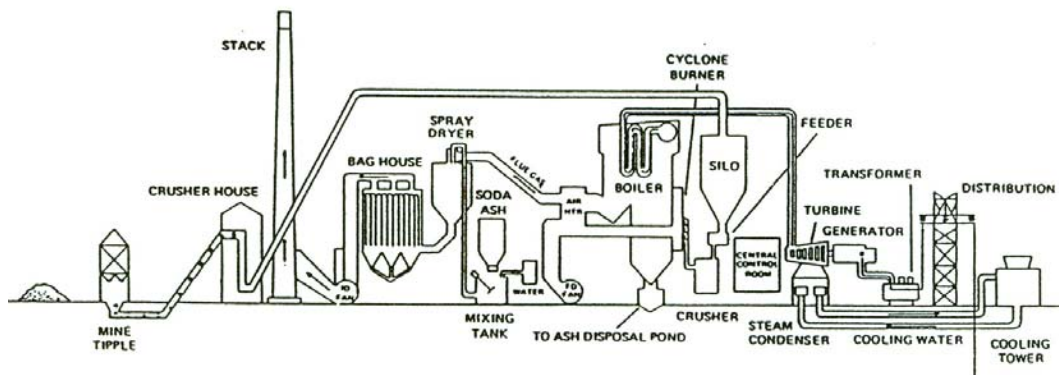 STACK
CYCLONE
BURNER
SPRAY
DRYER
FEEDER
BAG HOUSE
FLUE GAS
SILO
CRUSHER HOUSE
SODA
ASH
AIR
HTR
BOILER
TRANSFORMER
DISTRIBUTION
TURBINE
GENERATOR
CENTRAL
CONTROL
ROOM
WATER
FD
FAN
FAN
MINE
TIPPLE
MIXING
TANK
TO ASH DISPOSAL POND
CRUSHER
STEAM
CONDENSER
COOLING WATER
COOLING
TOWER